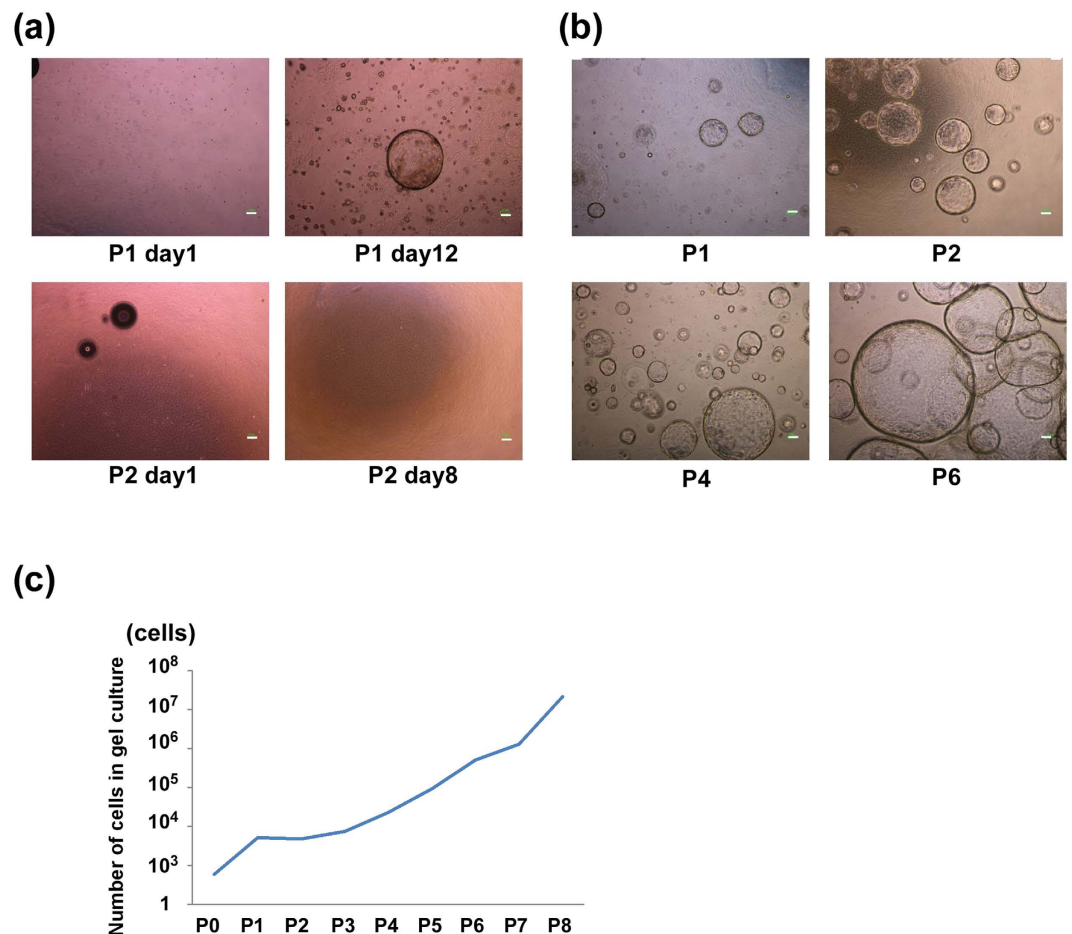 (a)
(b)
P1 day1
P1 day12
P1
P2
P2 day1
P2 day8
P4
P6
(c)
(cells)
Number of cells in gel culture
10⁸
10⁷
10⁶
10⁵
10⁴
10³
1
P0 P1 P2 P3 P4 P5 P6 P7 P8